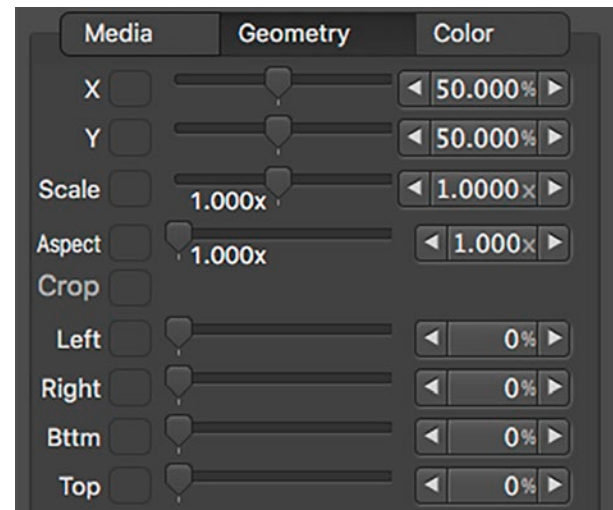 Media Geometry Color
X 50.000%
Y 50.000%
Scale 1.000x 1.0000x
Aspect 1.000x 1.000x
Crop
Left 0%
Right 0%
Bttm 0%
Top 0%